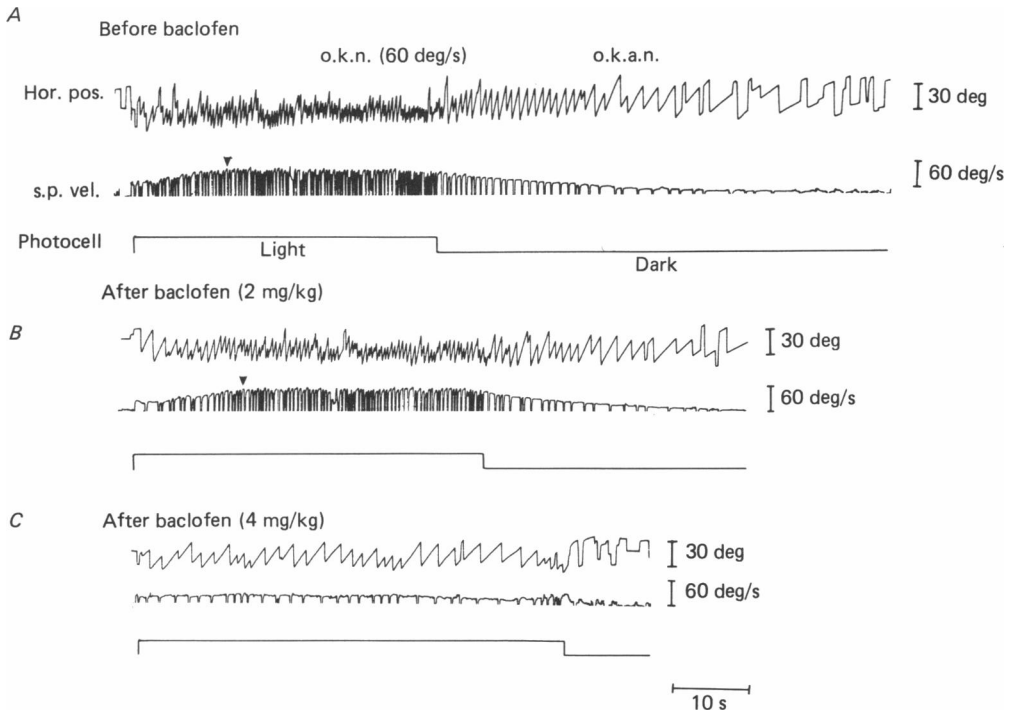 A
Before baclofen
o.k.n. (60 deg/s)
o.k.a.n.
Hor. pos.
30 deg
s.p. vel.
60 deg/s
Photocell
Light
Dark
After baclofen (2 mg/kg)
B
30 deg
60 deg/s
C
After baclofen (4 mg/kg)
30 deg
60 deg/s
10 s